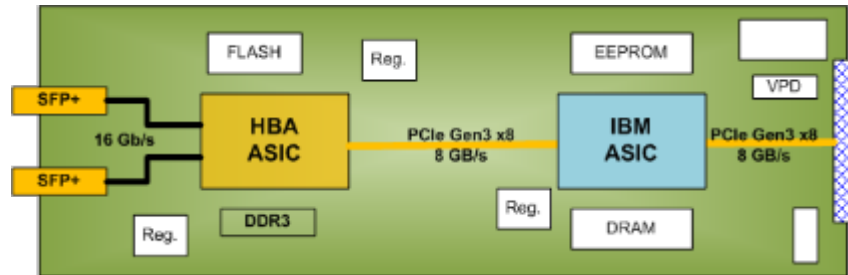 FLASH
Reg.
EEPROM
VPD
SFP+
16 Gb/s
SFP+
HBA
ASIC
PCIe Gen3 x8
8 GB/s
IBM
ASIC
PCIe Gen3 x8
8 GB/s
Reg.
DDR3
Reg.
DRAM